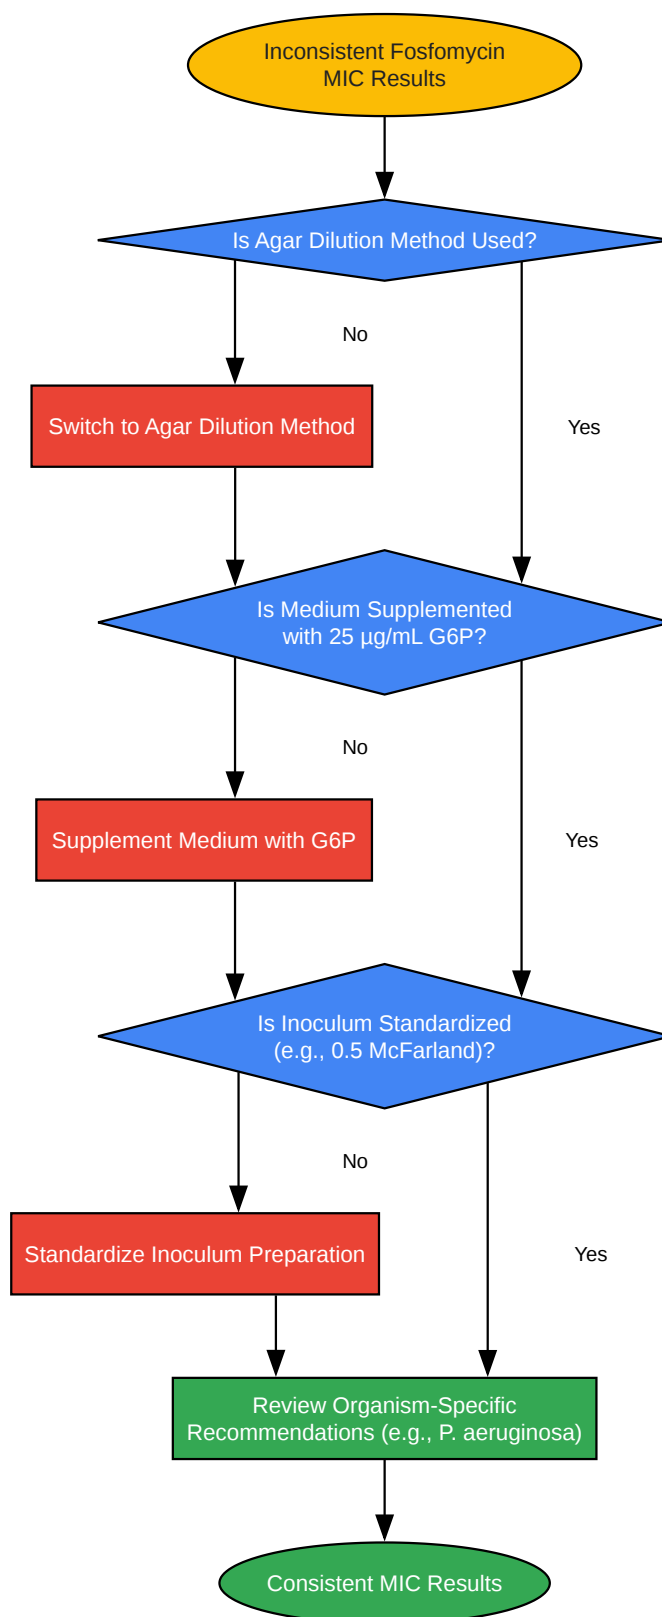 Inconsistent Fosfomycin
MIC Results
Is Agar Dilution Method Used?
No
Switch to Agar Dilution Method
Yes
Is Medium Supplemented
with 25 µg/mL G6P?
No
Supplement Medium with G6P
Yes
Is Inoculum Standardized
(e.g., 0.5 McFarland)?
No
Standardize Inoculum Preparation
Yes
Review Organism-Specific
Recommendations (e.g., P. aeruginosa)
Consistent MIC Results